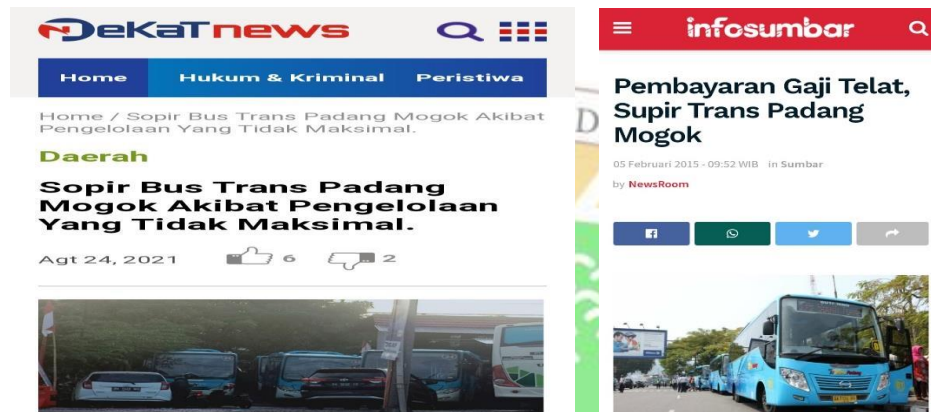 DeKaTnews
Home Hukum & Kriminal Peristiwa
Home / Sopir Bus Trans Padang Mogok Akibat
Pengelolaan Yang Tidak Maksimal.
Daerah
Sopir Bus Trans Padang
Mogok Akibat Pengelolaan
Yang Tidak Maksimal.
Agt 24, 2021 6 2
infosumbar
Pembayaran Gaji Telat,
Supir Trans Padang
Mogok
05 Februari 2015 - 09:52 WIB in Sumbar
by NewsRoom